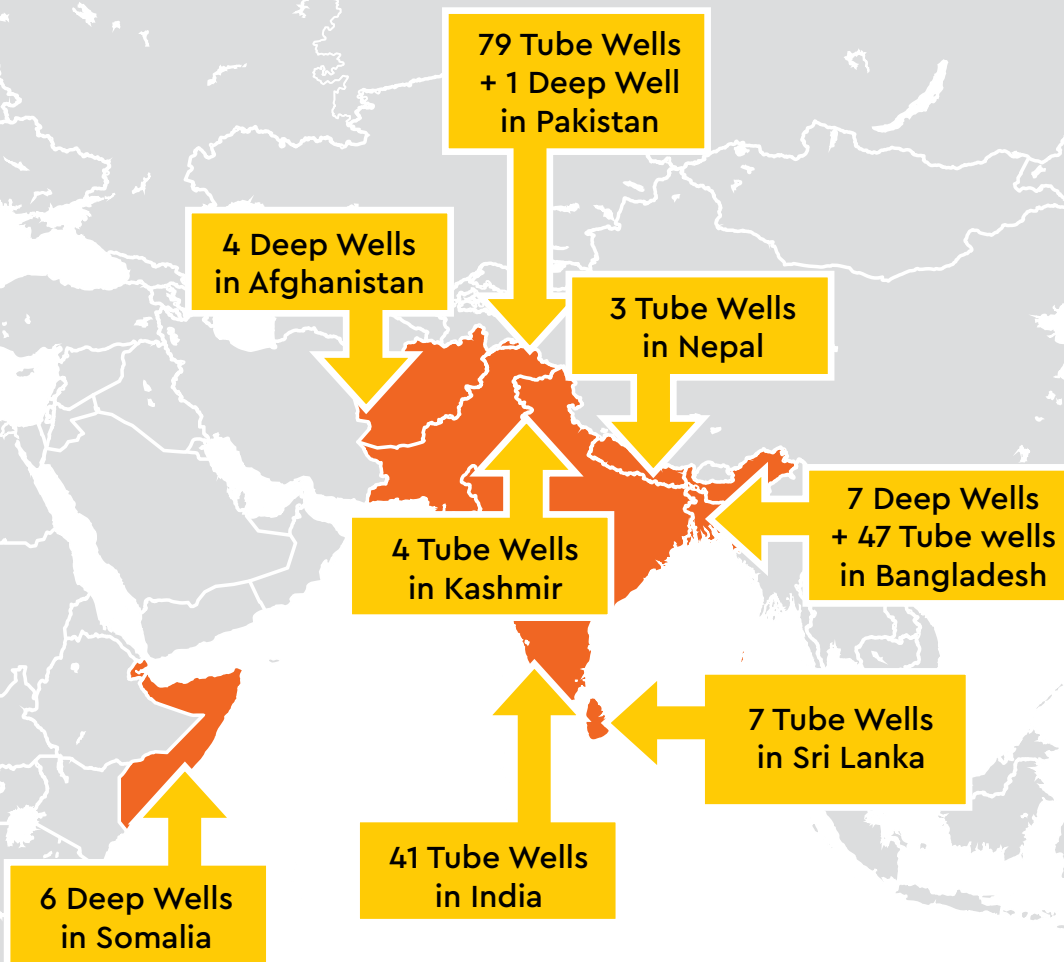 79 Tube Wells
+ 1 Deep Well
in Pakistan
4 Deep Wells
in Afghanistan
3 Tube Wells
in Nepal
7 Deep Wells
+ 47 Tube wells
in Bangladesh
4 Tube Wells
in Kashmir
7 Tube Wells
in Sri Lanka
41 Tube Wells
in India
6 Deep Wells
in Somalia